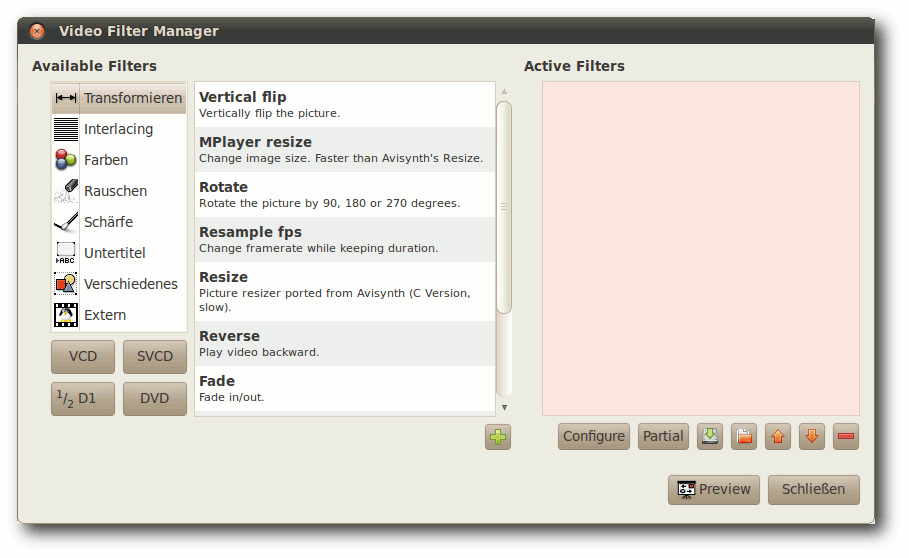 Video Filter Manager
Available Filters
Active Filters
Transformieren
Interlacing
Farben
Rauschen
Schärfe
ABC
Untertitel
Verschiedenes
Extern
Vertical flip
Vertically flip the picture.
MPlayer resize
Change image size. Faster than Avisynth's Resize.
Rotate
Rotate the picture by 90, 180 or 270 degrees.
Resample fps
Change framerate while keeping duration.
Resize
Picture resizer ported from Avisynth (C Version,
slow).
Reverse
Play video backward.
Fade
Fade in/out.
VCD
SVCD
1/2 D1
DVD
Configure
Partial
Preview
Schließen